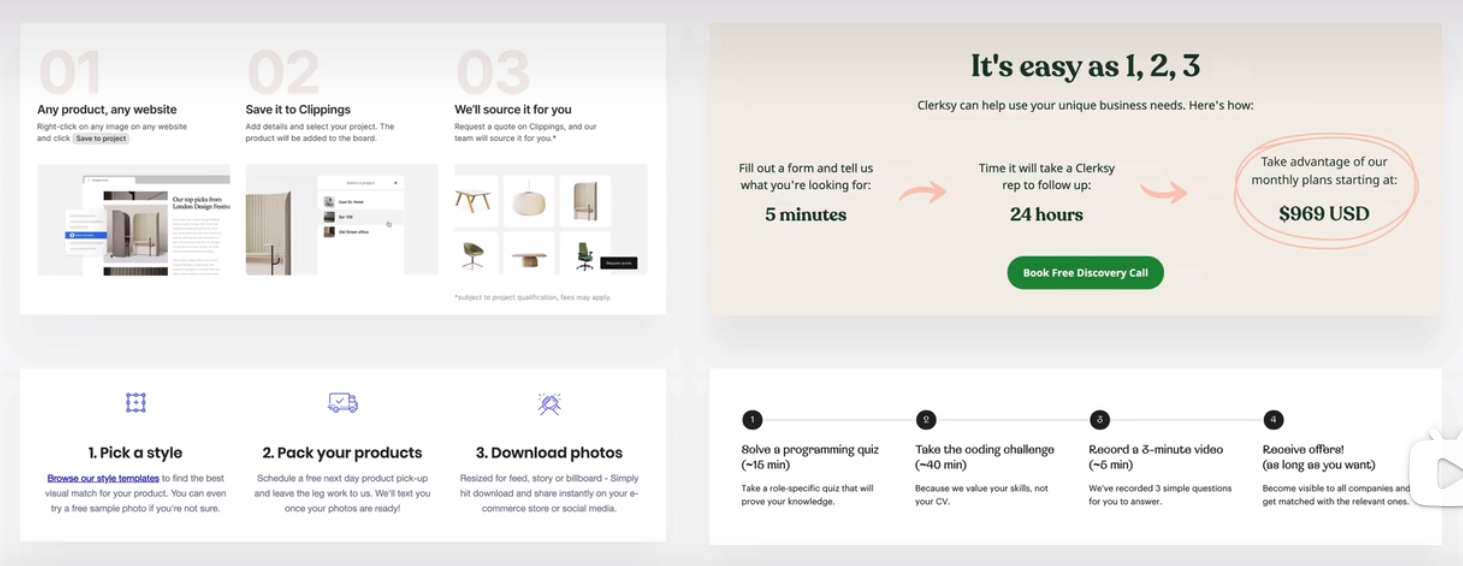 01
Any product, any website
Right-click on any image on any website
and click Save to project
02
Save it to Clippings
Add details and select your project. The
product will be added to the board.
03
We'll source it for you
Request a quote on Clippings, and our
team will source it for you.*
Our top picks from
London Design Festiv
Select a project
East St. Hotel
Bar 100
Old Street office
Request quote
*subject to project qualification, fees may apply.
It's easy as 1, 2, 3
Clerksy can help use your unique business needs. Here's how:
Fill out a form and tell us
what you're looking for:
5 minutes
Time it will take a Clerksy
rep to follow up:
24 hours
Take advantage of our
monthly plans starting at:
$969 USD
Book Free Discovery Call
1. Pick a style
Browse our style templates to find the best
visual match for your product. You can even
try a free sample photo if you're not sure.
2. Pack your products
Schedule a free next day product pick-up
and leave the leg work to us. We'll text you
once your photos are ready!
3. Download photos
Resized for feed, story or billboard - Simply
hit download and share instantly on your e-
commerce store or social media.
1
Solve a programming quiz
(~15 min)
Take a role-specific quiz that will
prove your knowledge.
2
Take the coding challenge
(~40 min)
Because we value your skills, not
your CV.
3
Record a 3-minute video
(~5 min)
We've recorded 3 simple questions
for you to answer.
4
Receive offers!
(as long as you want)
Become visible to all companies and
get matched with the relevant ones.